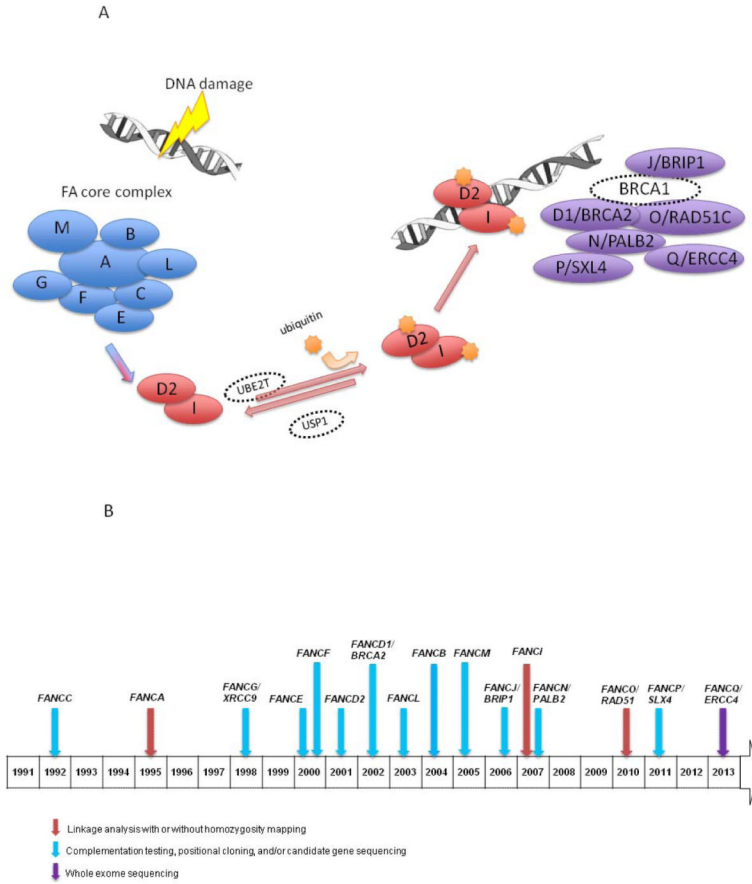 A
DNA damage
FA core complex
M
B
A
L
G
F
C
E
D2
I
UBE2T
USP1
ubiquitin
D2
I
D2
I
J/BRIP1
BRCA1
D1/BRCA2
O/RAD51C
N/PALB2
P/SXL4
Q/ERCC4
B
FANCC
FANCA
FANCG/
XRCC9
FANCE
FANCF
FANCD2
FANCD1/
BRCA2
FANCL
FANCB
FANCM
FANCJ/
BRIP1
FANCI
FANCN/
PALB2
FANCO/
RAD51
FANCP/
SLX4
FANCQ/
ERCC4
1991 1992 1993 1994 1995 1996 1997 1998 1999 2000 2001 2002 2003 2004 2005 2006 2007 2008 2009 2010 2011 2012 2013
Linkage analysis with or without homozygosity mapping
Complementation testing, positional cloning, and/or candidate gene sequencing
Whole exome sequencing